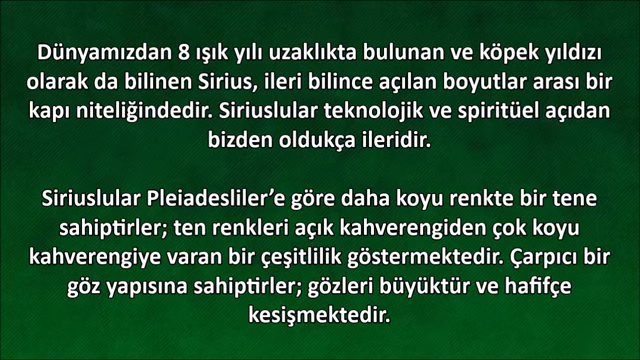 Dünyamızdan 8 ışık yılı uzaklıkta bulunan ve köpek yıldızı
olarak da bilinen Sirius, ileri bilince açılan boyutlar arası bir
kapı niteliğindedir. Siriuslular teknolojik ve spiritüel açıdan
bizden oldukça ileridir.
Siriuslular Pleiadesliler’e göre daha koyu renkte bir tene
sahiptirler; ten renkleri açık kahverengiden çok koyu
kahverengiye varan bir çeşitlilik göstermektedir. Çarpıcı bir
göz yapısına sahiptirler; gözleri büyüktür ve hafifçe
kesişmektedir.